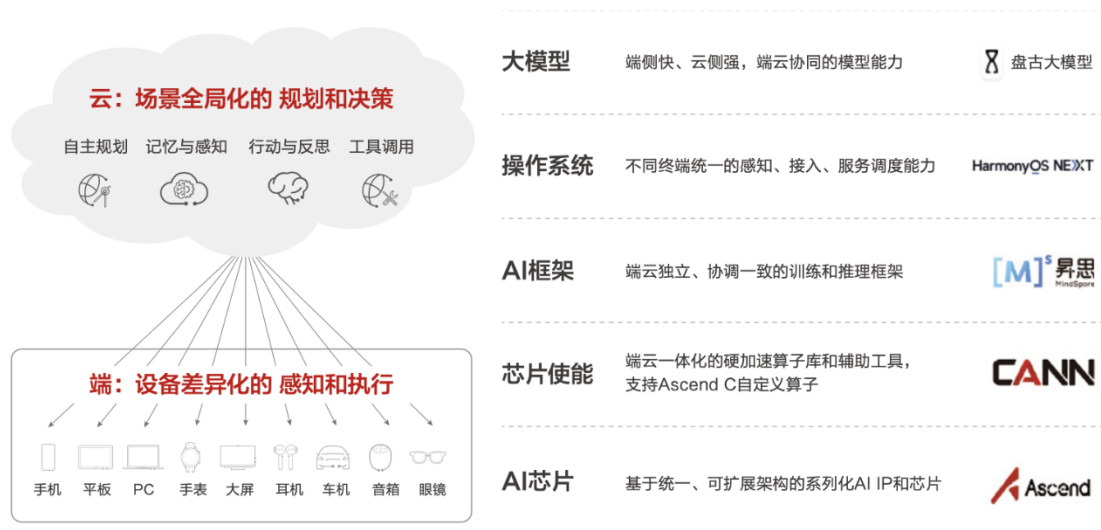 云：场景全局化的 规划和决策
自主规划 记忆与感知 行动与反思 工具调用
端：设备差异化的 感知和执行
手机 平板 PC 手表 大屏 耳机 车机 音箱 眼镜
大模型 端侧快、云侧强，端云协同的模型能力 盘古大模型
操作系统 不同终端统一的感知、接入、服务调度能力 HarmonyOS NEXT
AI框架 端云独立、协调一致的训练和推理框架 [M]s 昇思
MindSpore
芯片使能 端云一体化的硬加速算子库和辅助工具，
支持Ascend C自定义算子 CANN
AI芯片 基于统一、可扩展架构的系列化AI IP和芯片 Ascend